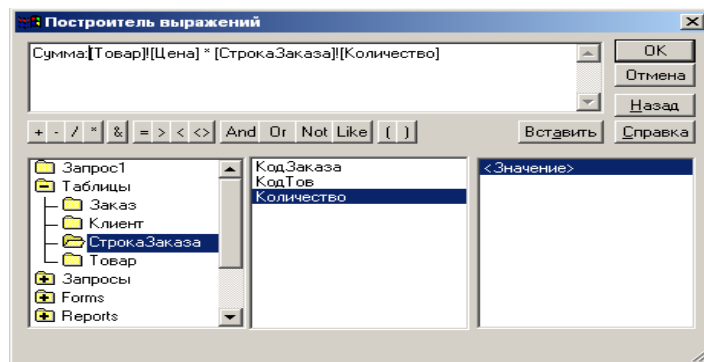 Построитель выражений
Сумма:[Товар]![Цена] * [СтрокаЗаказа]![Количество]
ОК
Отмена
Назад
Справка
+ - / * & = > < <> And Or Not Like ( ) Вставить
Запрос1
Таблицы
Заказ
Клиент
СтрокаЗаказа
Товар
Запросы
Forms
Reports
КодЗаказа
КодТов
Количество
<Значение>